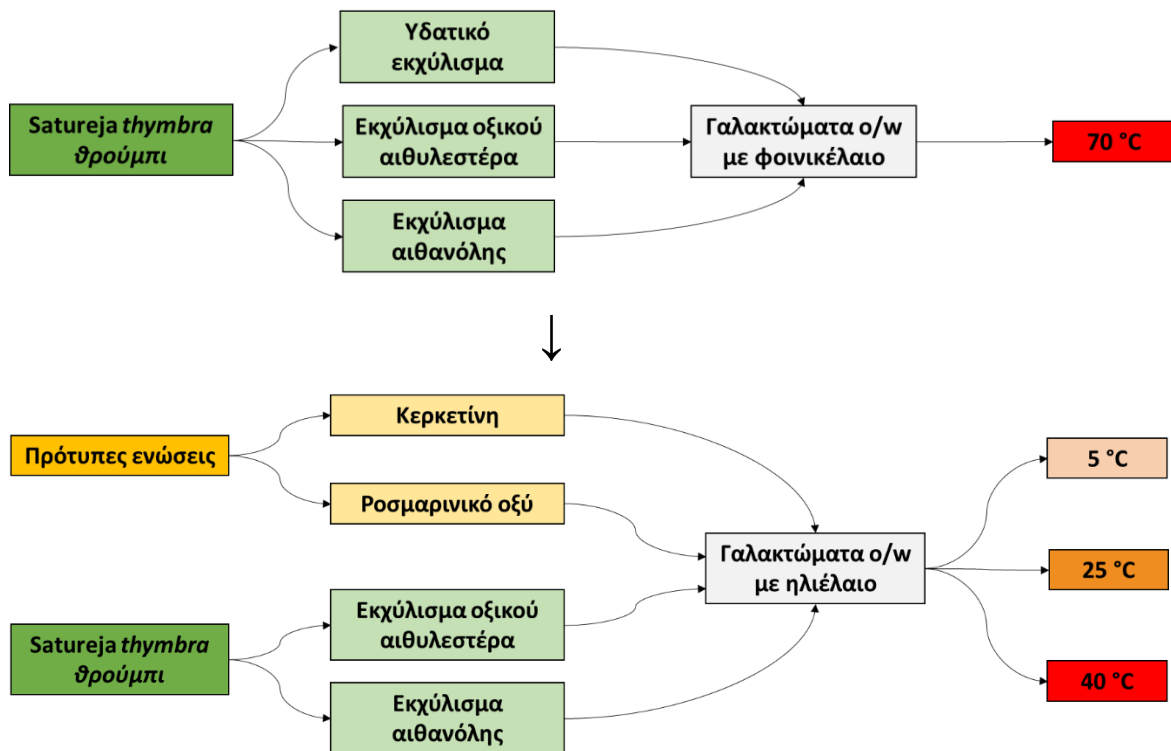 Υδατικό
εκχύλισμα
Satureja thymbra
θρούμπι
Εκχύλισμα οξικού
αιθυλεστέρα
Γαλακτώματα o/w
με φοινικέλαιο
70 °C
Εκχύλισμα
αιθανόλης
Πρότυπες ενώσεις
Κερκετίνη
Ροσμαρινικό οξύ
Satureja thymbra
θρούμπι
Εκχύλισμα οξικού
αιθυλεστέρα
Εκχύλισμα
αιθανόλης
Γαλακτώματα o/w
με ηλιέλαιο
5 °C
25 °C
40 °C